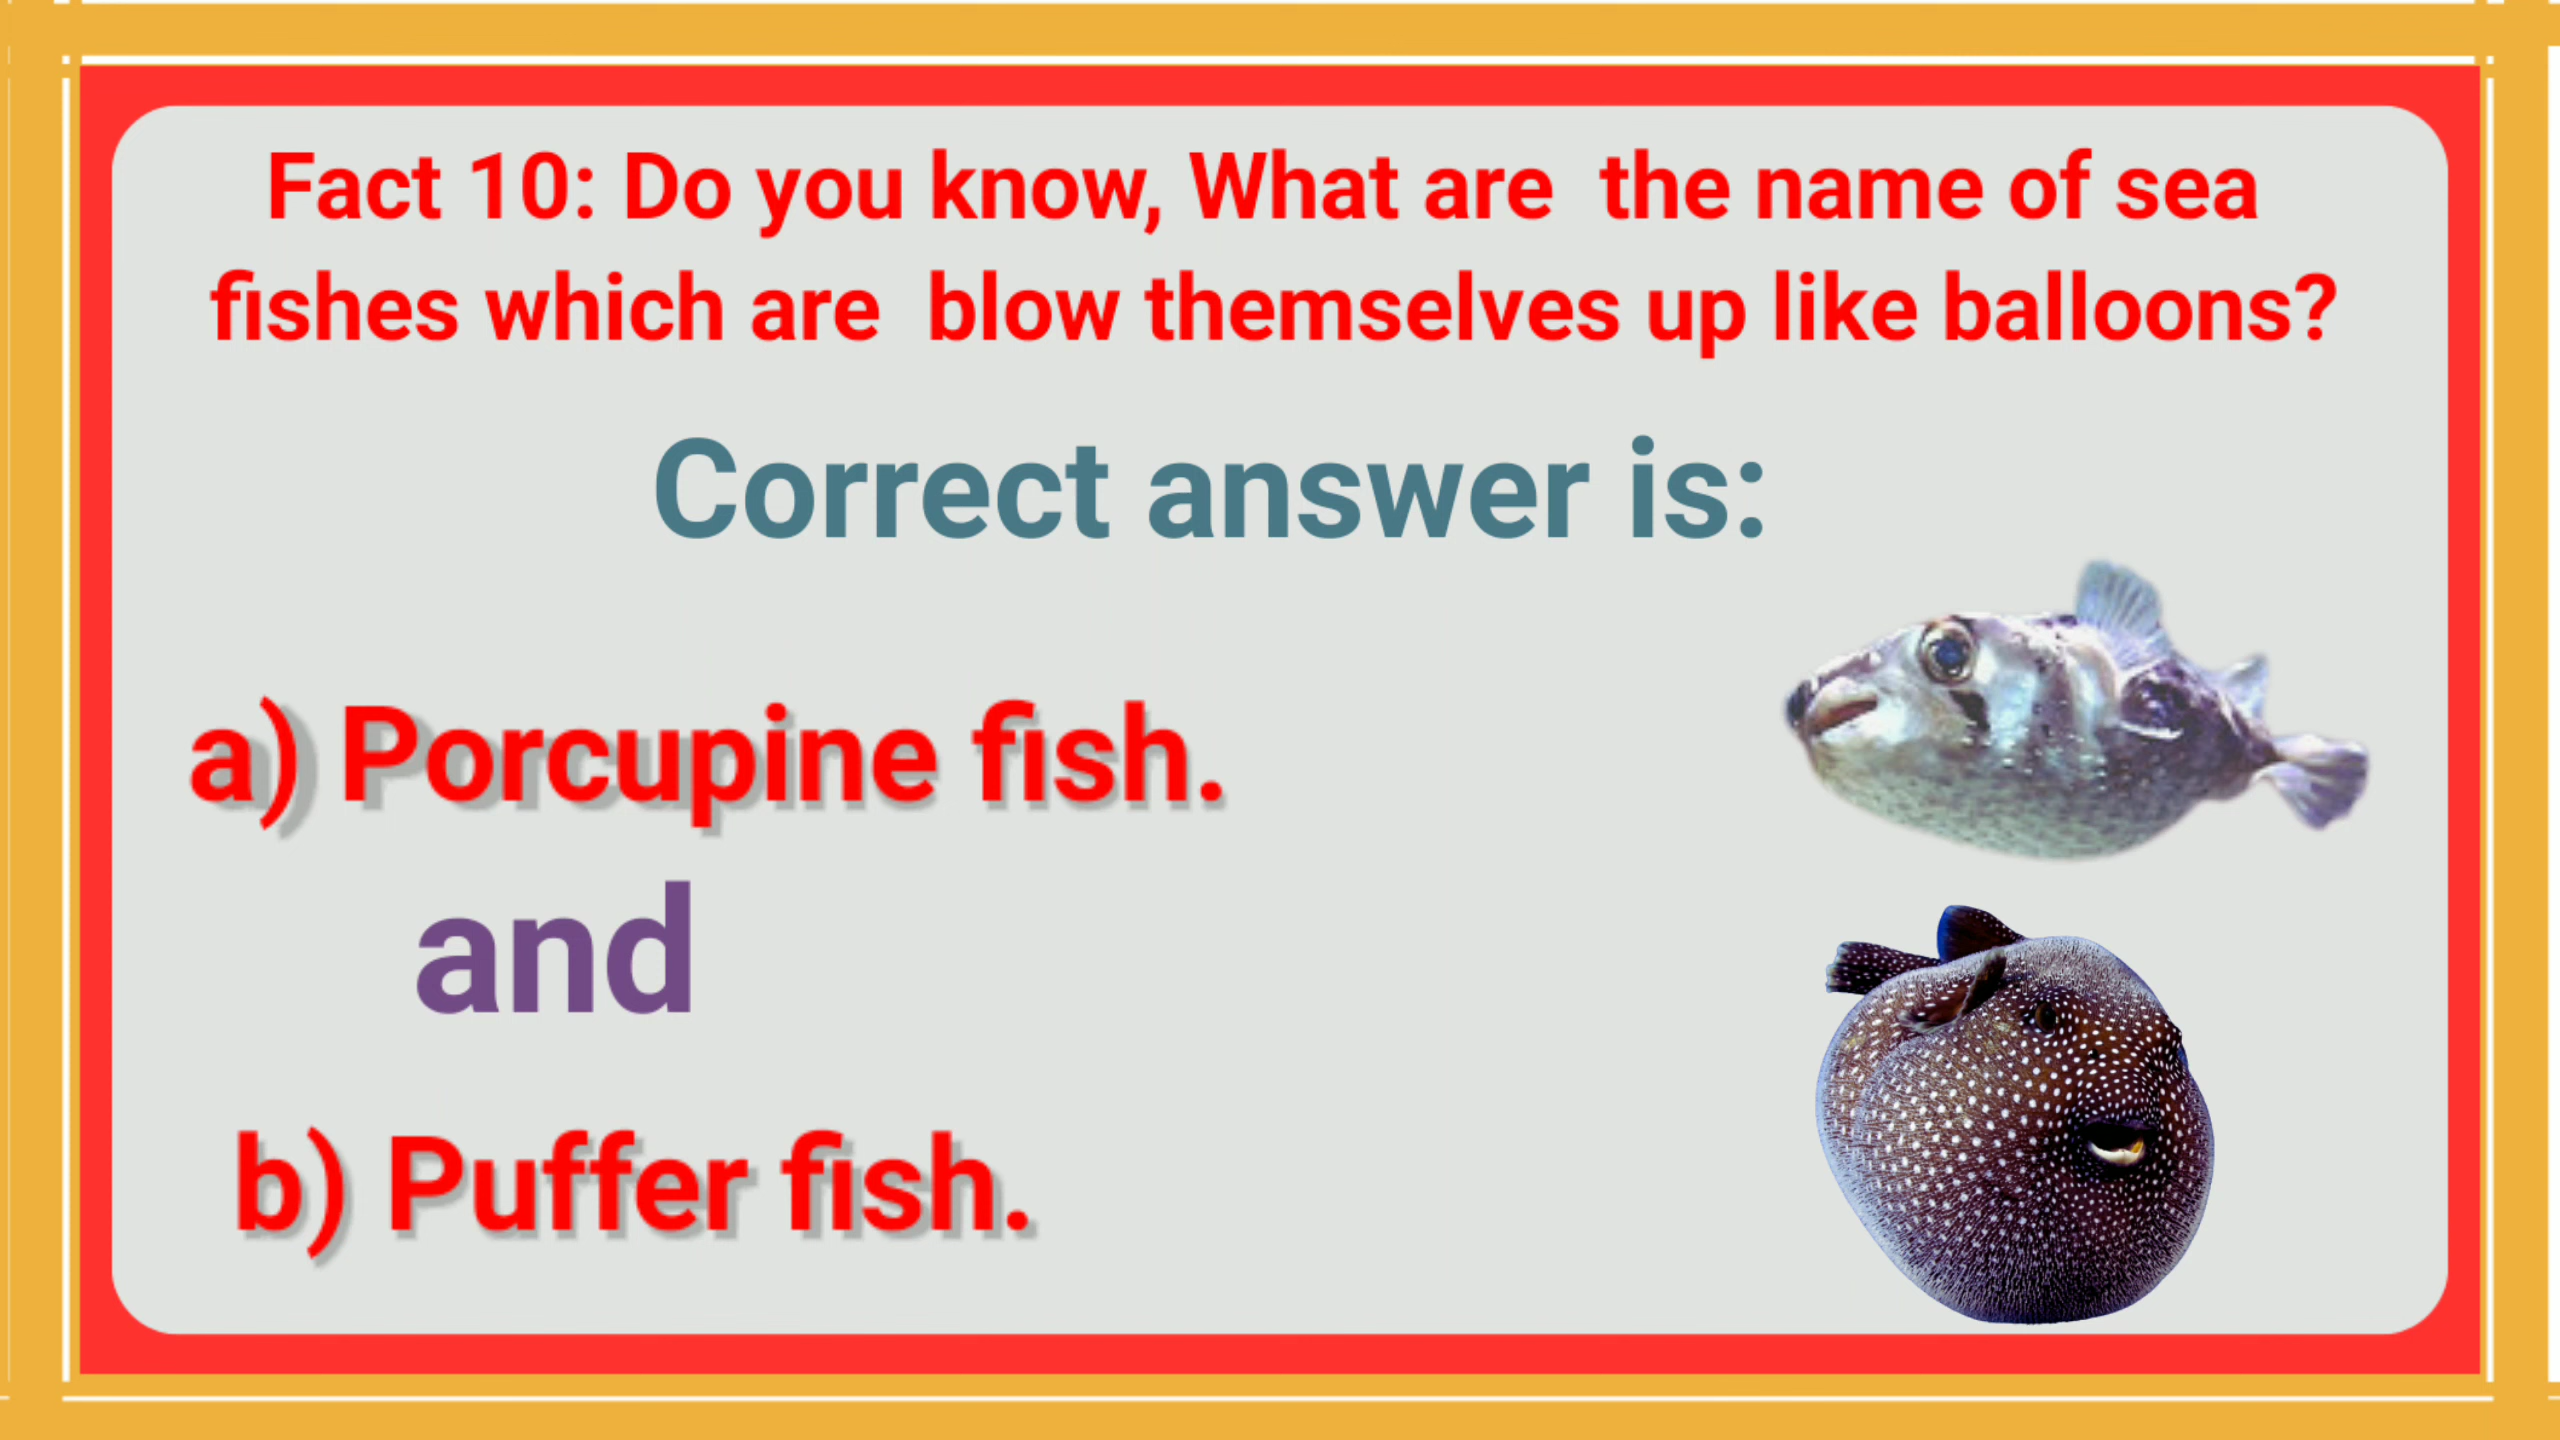 Fact 10: Do you know, What are  the name of sea
fishes which are  blow themselves up like balloons?
Correct answer is:
a) Porcupine fish.
and
b) Puffer fish.